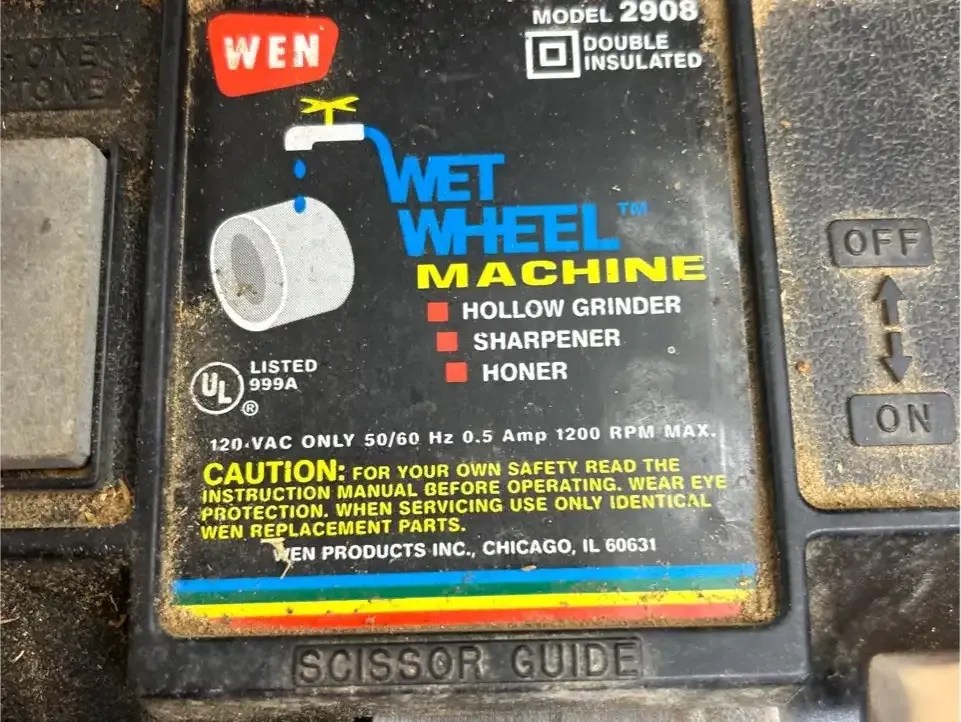 WEN
MODEL 2908
DOUBLE
INSULATED
WET
WHEEL™
MACHINE
HOLLOW GRINDER
SHARPENER
HONER
UL
®
LISTED
999A
120 VAC ONLY 50/60 Hz 0.5 Amp 1200 RPM MAX.
CAUTION: FOR YOUR OWN SAFETY READ THE
INSTRUCTION MANUAL BEFORE OPERATING. WEAR EYE
PROTECTION. WHEN SERVICING USE ONLY IDENTICAL
WEN REPLACEMENT PARTS.
WEN PRODUCTS INC., CHICAGO, IL 60631
SCISSOR GUIDE
OFF
ON